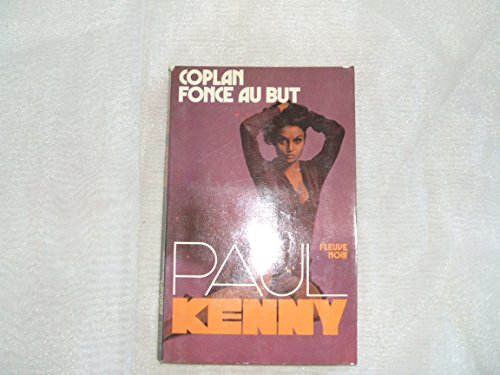 COPLAN
FONCE AU BUT
FLEUVE
NOIR
PAUL
KENNY